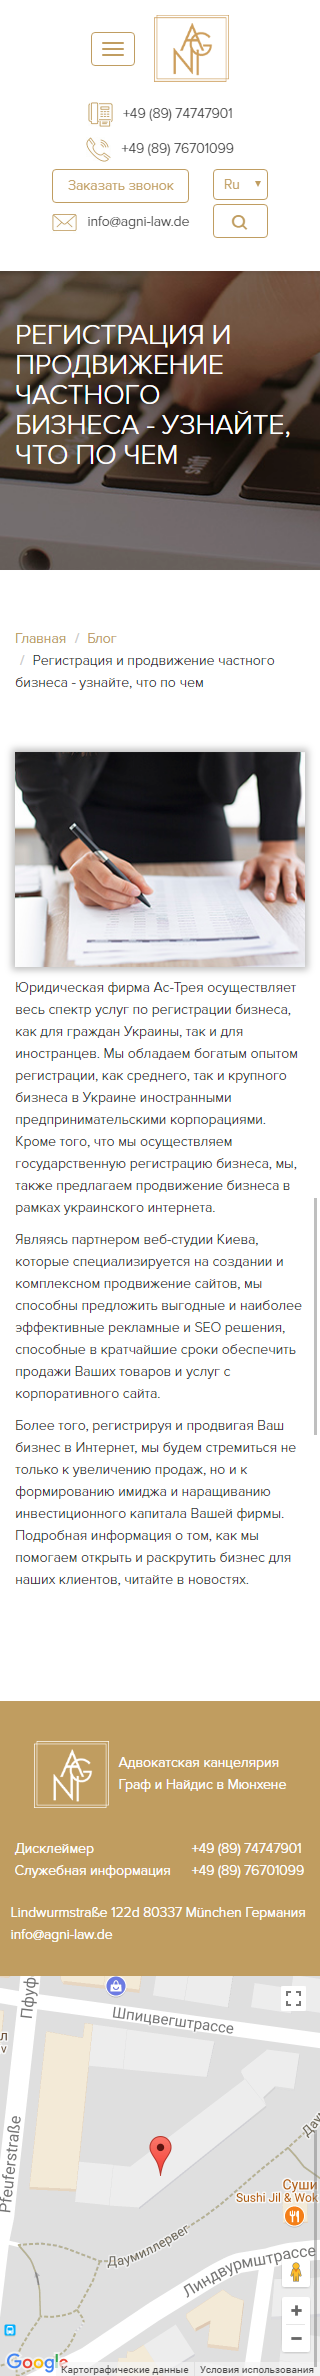 AGNP
+49 (89) 74747901
+49 (89) 76701099
Заказать звонок
Ru
info@agni-law.de
РЕГИСТРАЦИЯ И
ПРОДВИЖЕНИЕ
ЧАСТНОГО
БИЗНЕСА - УЗНАЙТЕ,
ЧТО ПО ЧЕМ
Главная / Блог
/ Регистрация и продвижение частного
бизнеса - узнайте, что по чем
Юридическая фирма Ас-Трея осуществляет
весь спектр услуг по регистрации бизнеса,
как для граждан Украины, так и для
иностранцев. Мы обладаем богатым опытом
регистрации, как среднего, так и крупного
бизнеса в Украине иностранными
предпринимательскими корпорациями.
Кроме того, что мы осуществляем
государственную регистрацию бизнеса, мы,
также предлагаем продвижение бизнеса в
рамках украинского интернета.
Являясь партнером веб-студии Киева,
которые специализируется на создании и
комплексном продвижение сайтов, мы
способны предложить выгодные и наиболее
эффективные рекламные и SEO решения,
способные в кратчайшие сроки обеспечить
продажи Ваших товаров и услуг с
корпоративного сайта.
Более того, регистрируя и продвигая Ваш
бизнес в Интернет, мы будем стремиться не
только к увеличению продаж, но и к
формированию имиджа и наращиванию
инвестиционного капитала Вашей фирмы.
Подробная информация о том, как мы
помогаем открыть и раскрутить бизнес для
наших клиентов, читайте в новостях.
Адвокатская канцелярия
Граф и Найдис в Мюнхене
Дисклеймер
+49 (89) 74747901
Служебная информация
+49 (89) 76701099
Lindwurmstraße 122d 80337 München Германия
info@agni-law.de
Пфуф
Шпицвегштрассе
Pfeuferstraße
Суши
Sushi Jil & Wok
Даумиллервег
Линдвурмштрассе
Google
Картографические данные
Условия использования